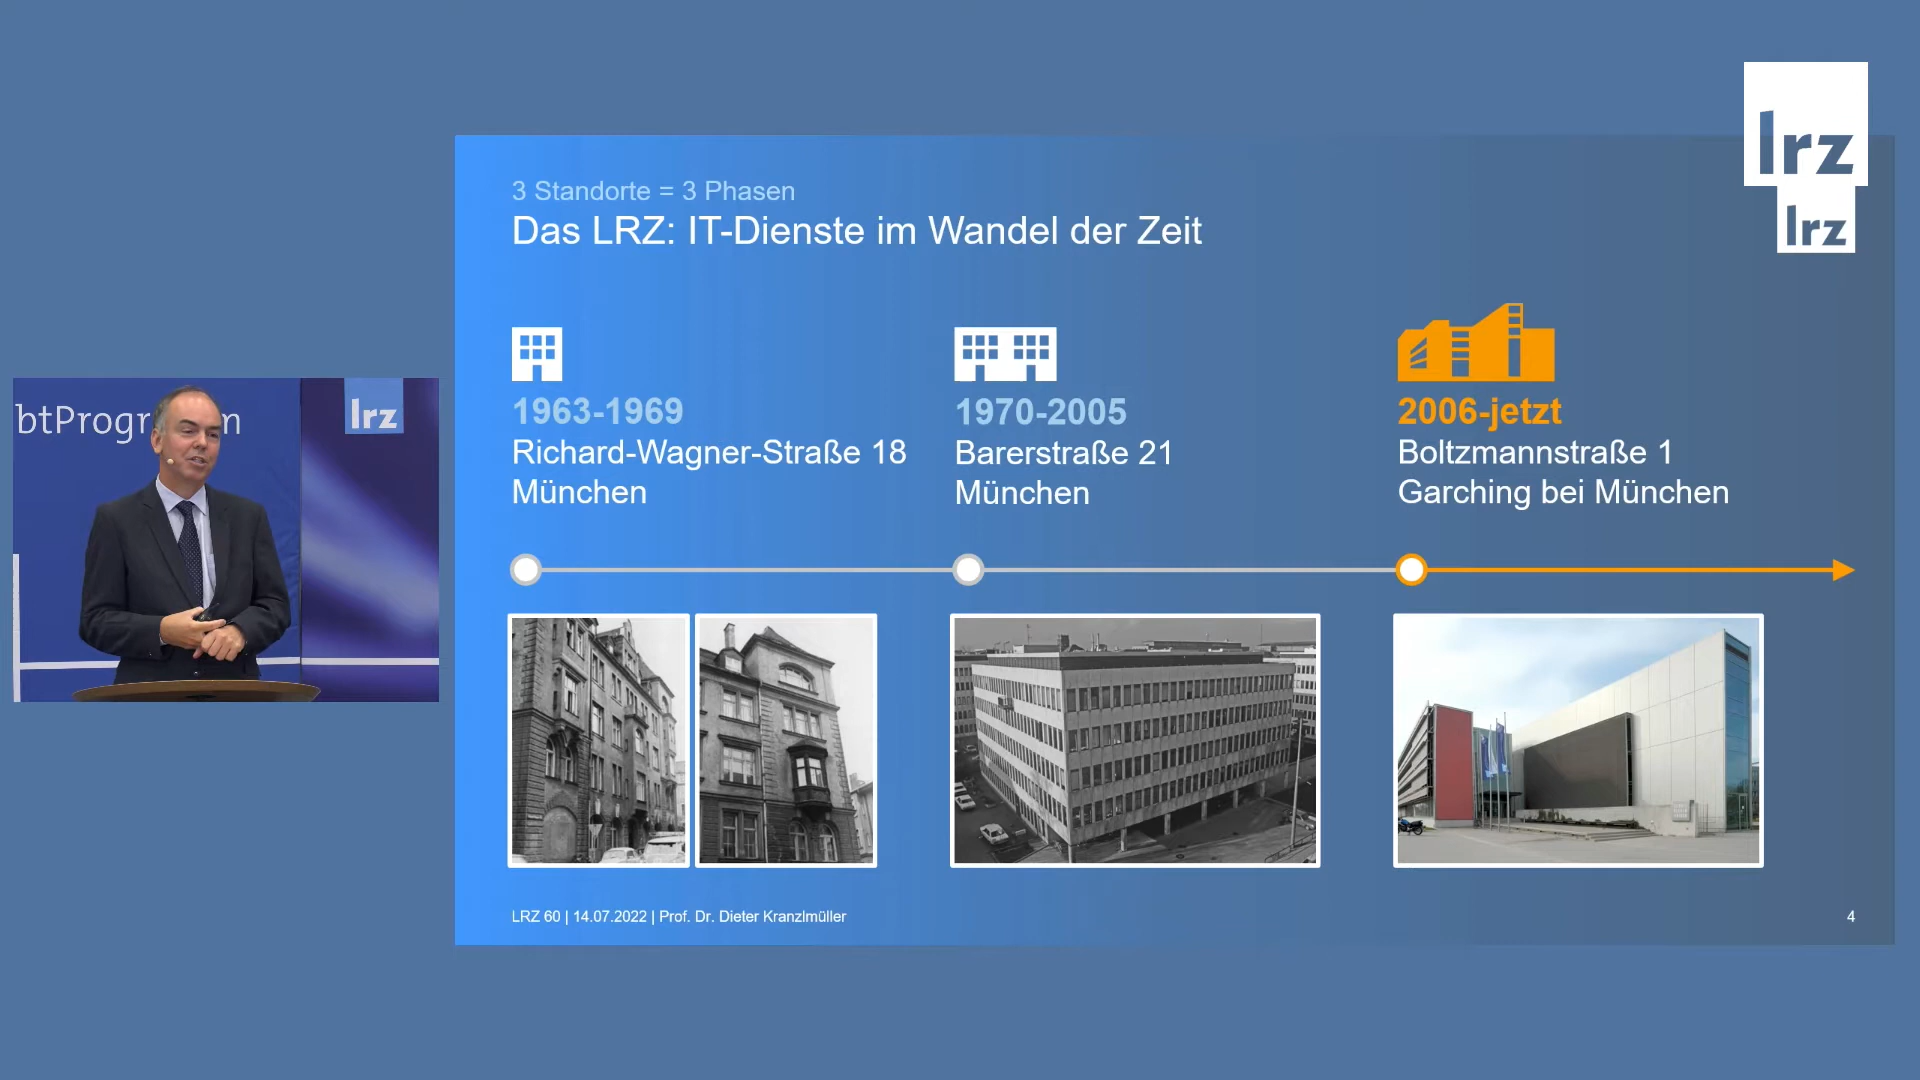 lrz
lrz
3 Standorte = 3 Phasen
Das LRZ: IT-Dienste im Wandel der Zeit
1963-1969
Richard-Wagner-Straße 18
München
1970-2005
Barerstraße 21
München
2006-jetzt
Boltzmannstraße 1
Garching bei München
btProgr m
lrz
LRZ 60 | 14.07.2022 | Prof. Dr. Dieter Kranzlmüller
4